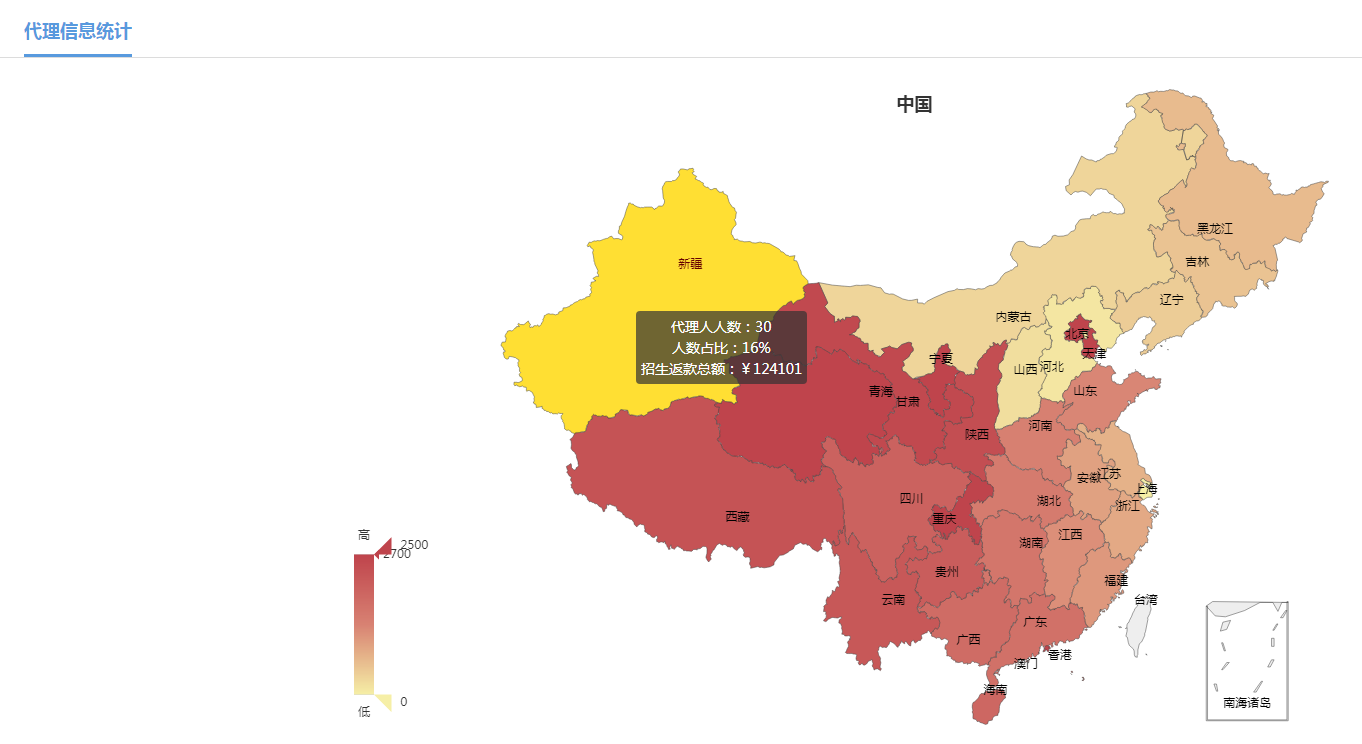 代理信息统计
中国
黑龙江
吉林
新疆
辽宁
内蒙古
代理人人数：30
人数占比：16%
招生返款总额：￥124101
北京
天津
宁夏
山西
河北
青海
甘肃
山东
河南
陕西
安徽
江苏
上海
四川
湖北
浙江
西藏
重庆
江西
湖南
高
2500
2700
贵州
福建
云南
台湾
广东
广西
香港
澳门
海南
0
低
南海诸岛